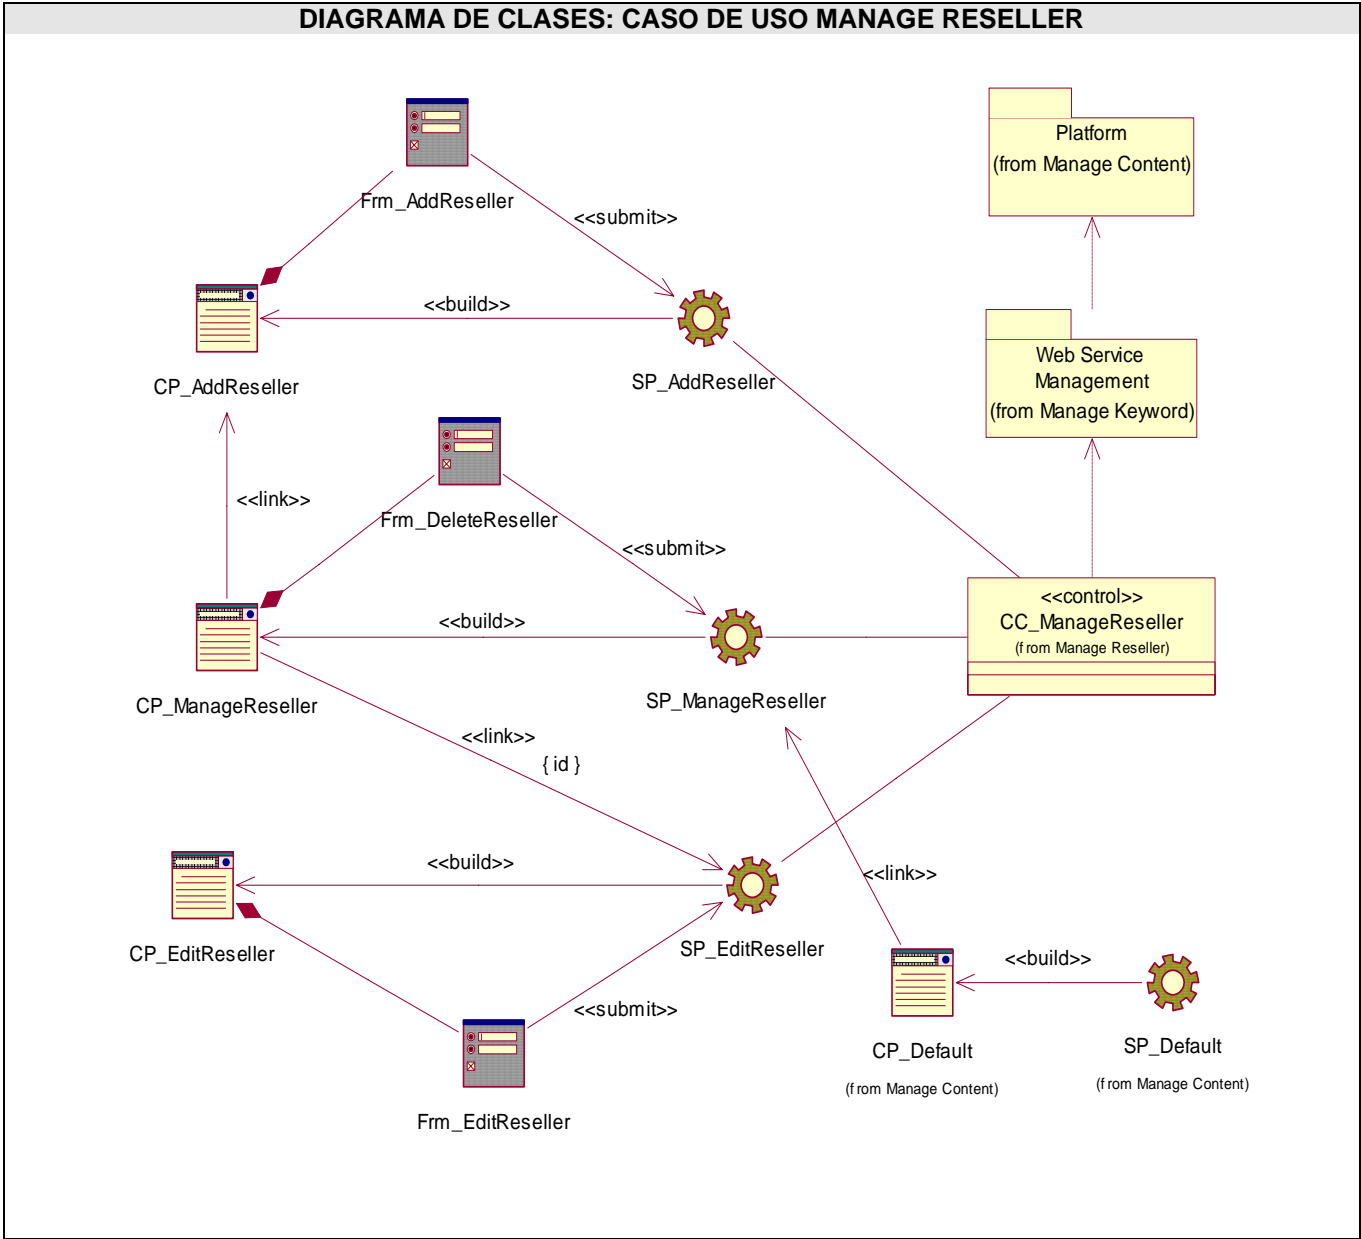 DIAGRAMA DE CLASES: CASO DE USO MANAGE RESELLER
Platform
(from Manage Content)
Frm_AddReseller
<<submit>>
<<build>>
CP_AddReseller
SP_AddReseller
Web Service
Management
(from Manage Keyword)
<<link>>
Frm_DeleteReseller
<<submit>>
<<build>>
<<control>>
CC_ManageReseller
(from Manage Reseller)
CP_ManageReseller
SP_ManageReseller
<<link>>
{ id }
<<build>>
<<link>>
CP_EditReseller
SP_EditReseller
<<build>>
<<submit>>
CP_Default
(from Manage Content)
SP_Default
(from Manage Content)
Frm_EditReseller